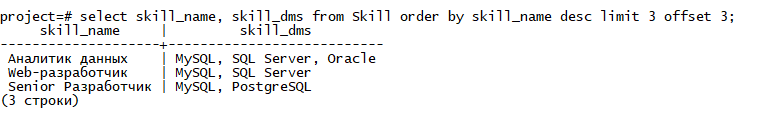 project=# select skill_name, skill_dms from Skill order by skill_name desc limit 3 offset 3;
     skill_name     |         skill_dms
--------------------+---------------------------
 Аналитик данных    | MySQL, SQL Server, Oracle
 Web-разработчик    | MySQL, SQL Server
 Senior Разработчик | MySQL, PostgreSQL
(3 строки)